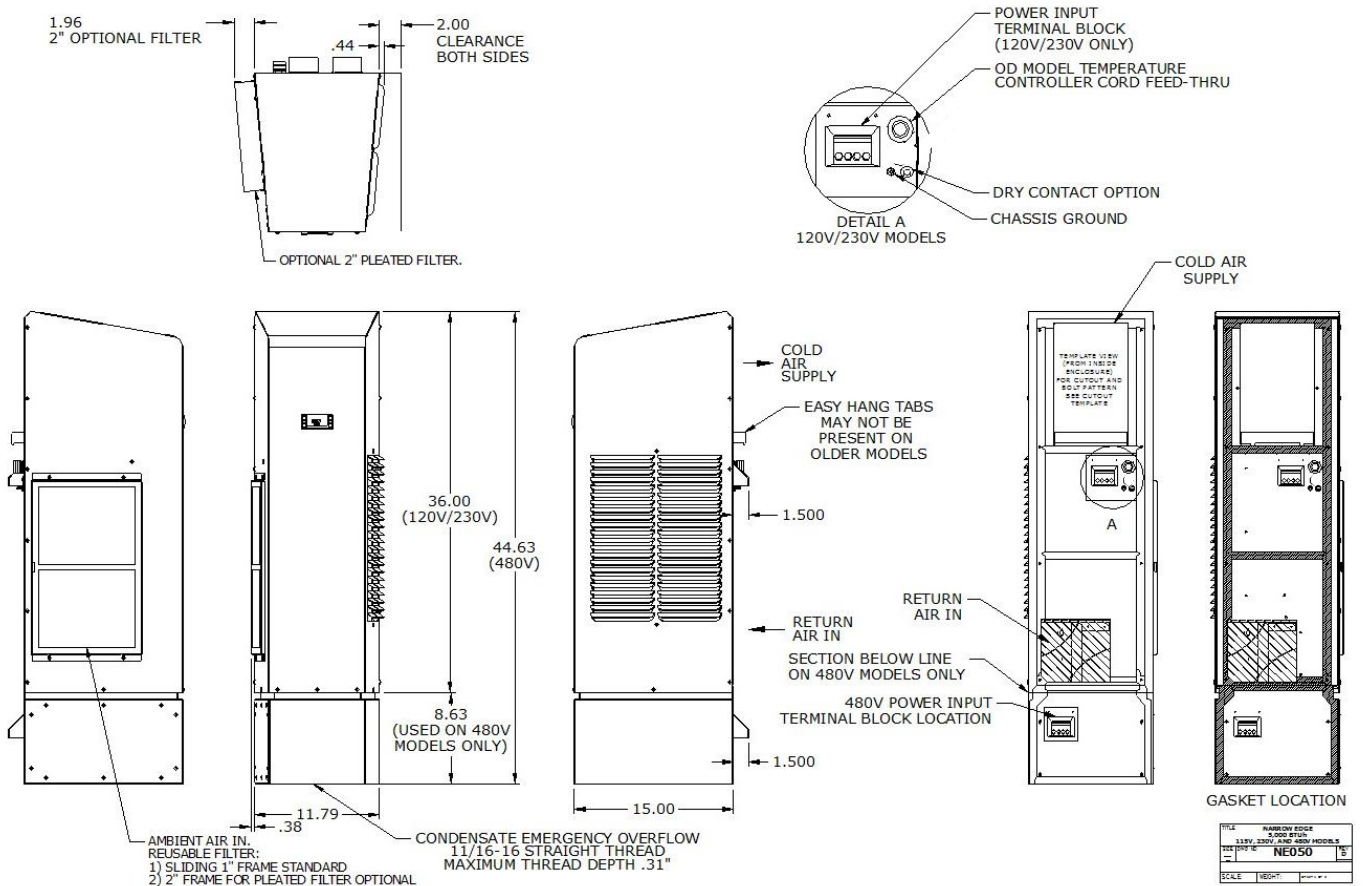 1.96
2" OPTIONAL FILTER
.44
2.00
CLEARANCE
BOTH SIDES
OPTIONAL 2" PLEATED FILTER.
POWER INPUT
TERMINAL BLOCK
(120V/230V ONLY)
OD MODEL TEMPERATURE
CONTROLLER CORD FEED-THRU
DRY CONTACT OPTION
CHASSIS GROUND
DETAIL A
120V/230V MODELS
36.00
(120V/230V)
44.63
(480V)
8.63
(USED ON 480V
MODELS ONLY)
11.79
.38
AMBIENT AIR IN.
REUSABLE FILTER:
1) SLIDING 1" FRAME STANDARD
2) 2" FRAME FOR PLEATED FILTER OPTIONAL
CONDENSATE EMERGENCY OVERFLOW
11/16-16 STRAIGHT THREAD
MAXIMUM THREAD DEPTH .31"
COLD
AIR
SUPPLY
EASY HANG TABS
MAY NOT BE
PRESENT ON
OLDER MODELS
1.500
RETURN
AIR IN
1.500
15.00
COLD AIR
SUPPLY
TEMPLATE VIEW
(FROM INSIDE
ENCLOSURE)
FOR CUTOUT AND
BOLT PATTERN
SEE CUTOUT
TEMPLATE
A
RETURN
AIR IN
SECTION BELOW LINE
ON 480V MODELS ONLY
480V POWER INPUT
TERMINAL BLOCK LOCATION
GASKET LOCATION
TITLE
NARROW EDGE
5,000 BTUh
115V, 230V, AND 480V MODELS
SIZE
DWG NO
NE050
REV
SCALE:
WEIGHT: